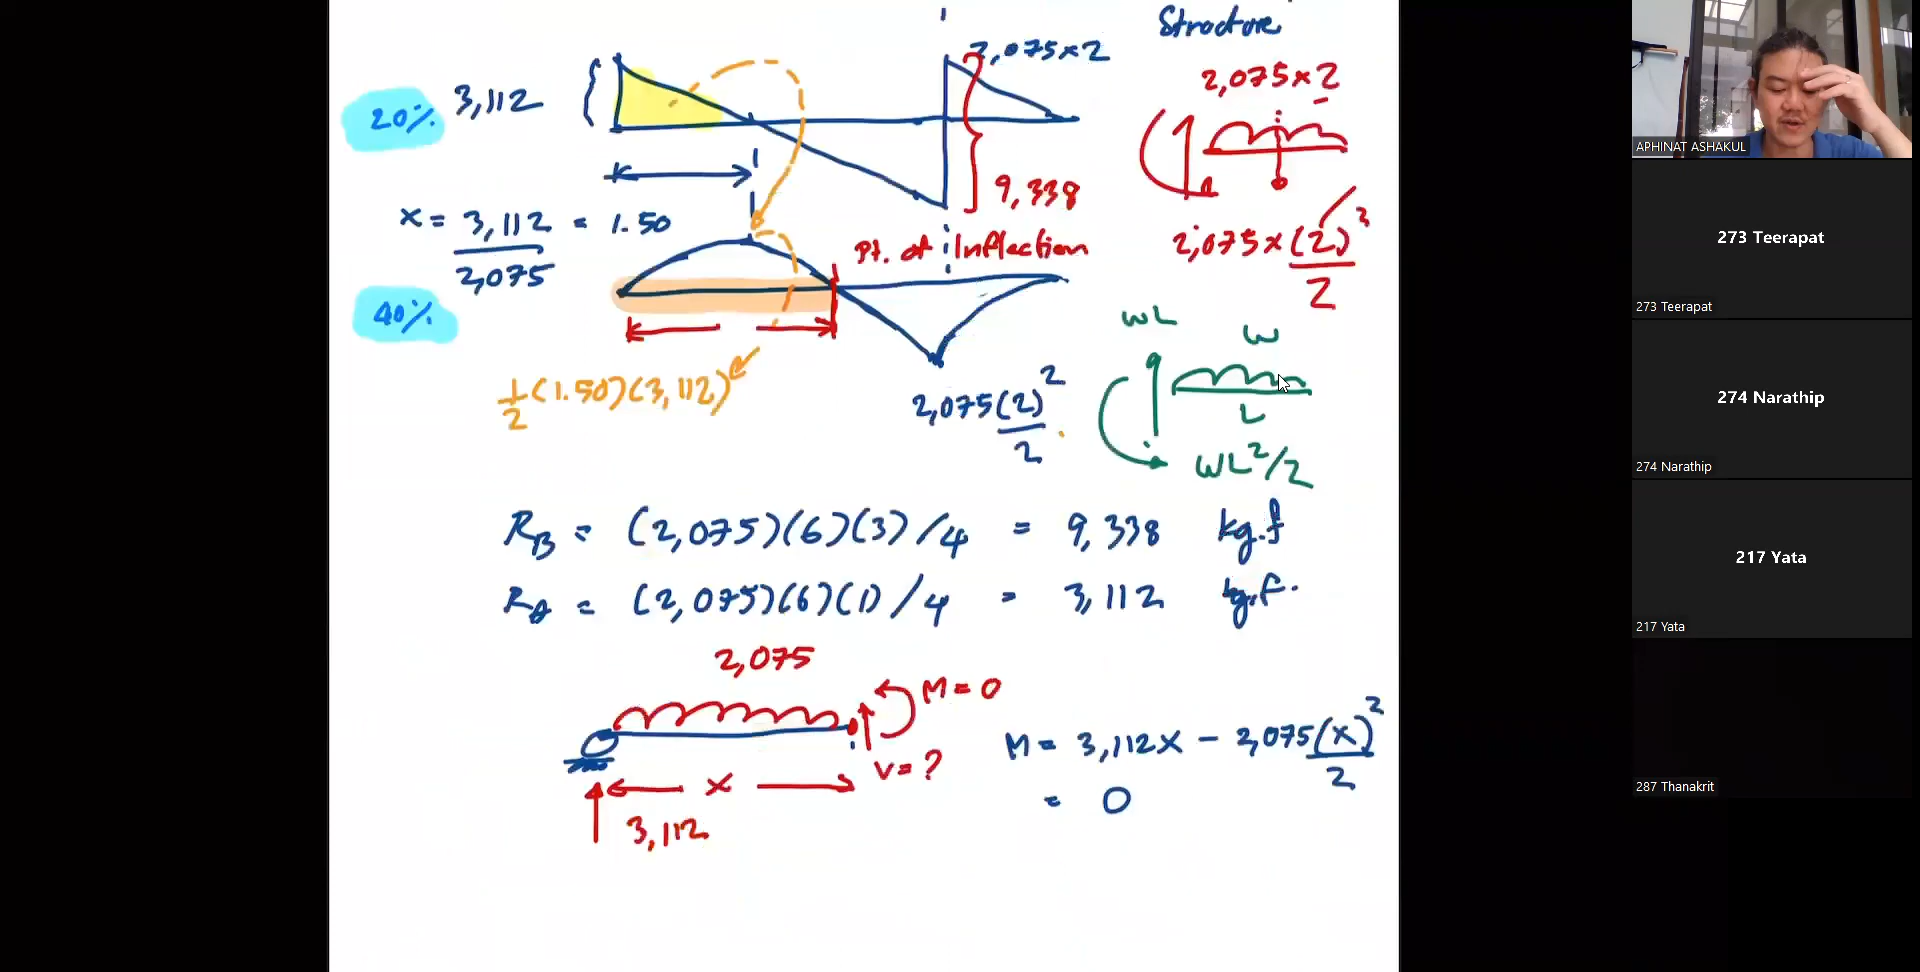 Structure
2,075×2
2,075×2
20%
3,112
9,338
x = 3,112 = 1.50
2,075
Pt. of Inflection
2,075×(2)²
2
40%
WL
W
L
WL²/2
1/2 (1.50)(3,112)
2,075(2)²
2
RB = (2,075)(6)(3)/4 = 9,338 kg.f
RA = (2,075)(6)(1)/4 = 3,112 kg.f.
2,075
M = 0
V = ?
x
3,112
M = 3,112x - 2,075(x)²
2
= 0
APHINAT ASHAKUL
273 Teerapat
273 Teerapat
274 Narathip
274 Narathip
217 Yata
217 Yata
287 Thanakrit